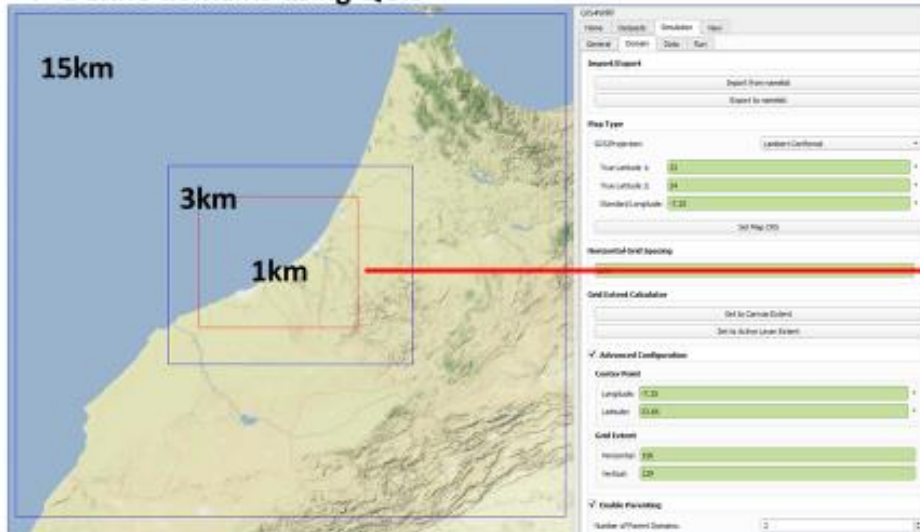 15km
3km
1km
Home
Simulation
View
General
Domain
Data
Run
Import/Export
Import from namelist
Export to namelist
Map Type
GCS/Projection:
Lambert Conformal
True Latitude 1:
True Latitude 2:
Standard Longitude:
Set Map CRS
Horizontal Grid Spacing
Grid Extent Calculator
Set to Canvas Extent
Set to Active Layer Extent
Advanced Configuration
Center Point
Longitude:
Latitude:
Grid Extent
Horizontal:
Vertical:
Enable Parenting
Number of Parent Domains:
2